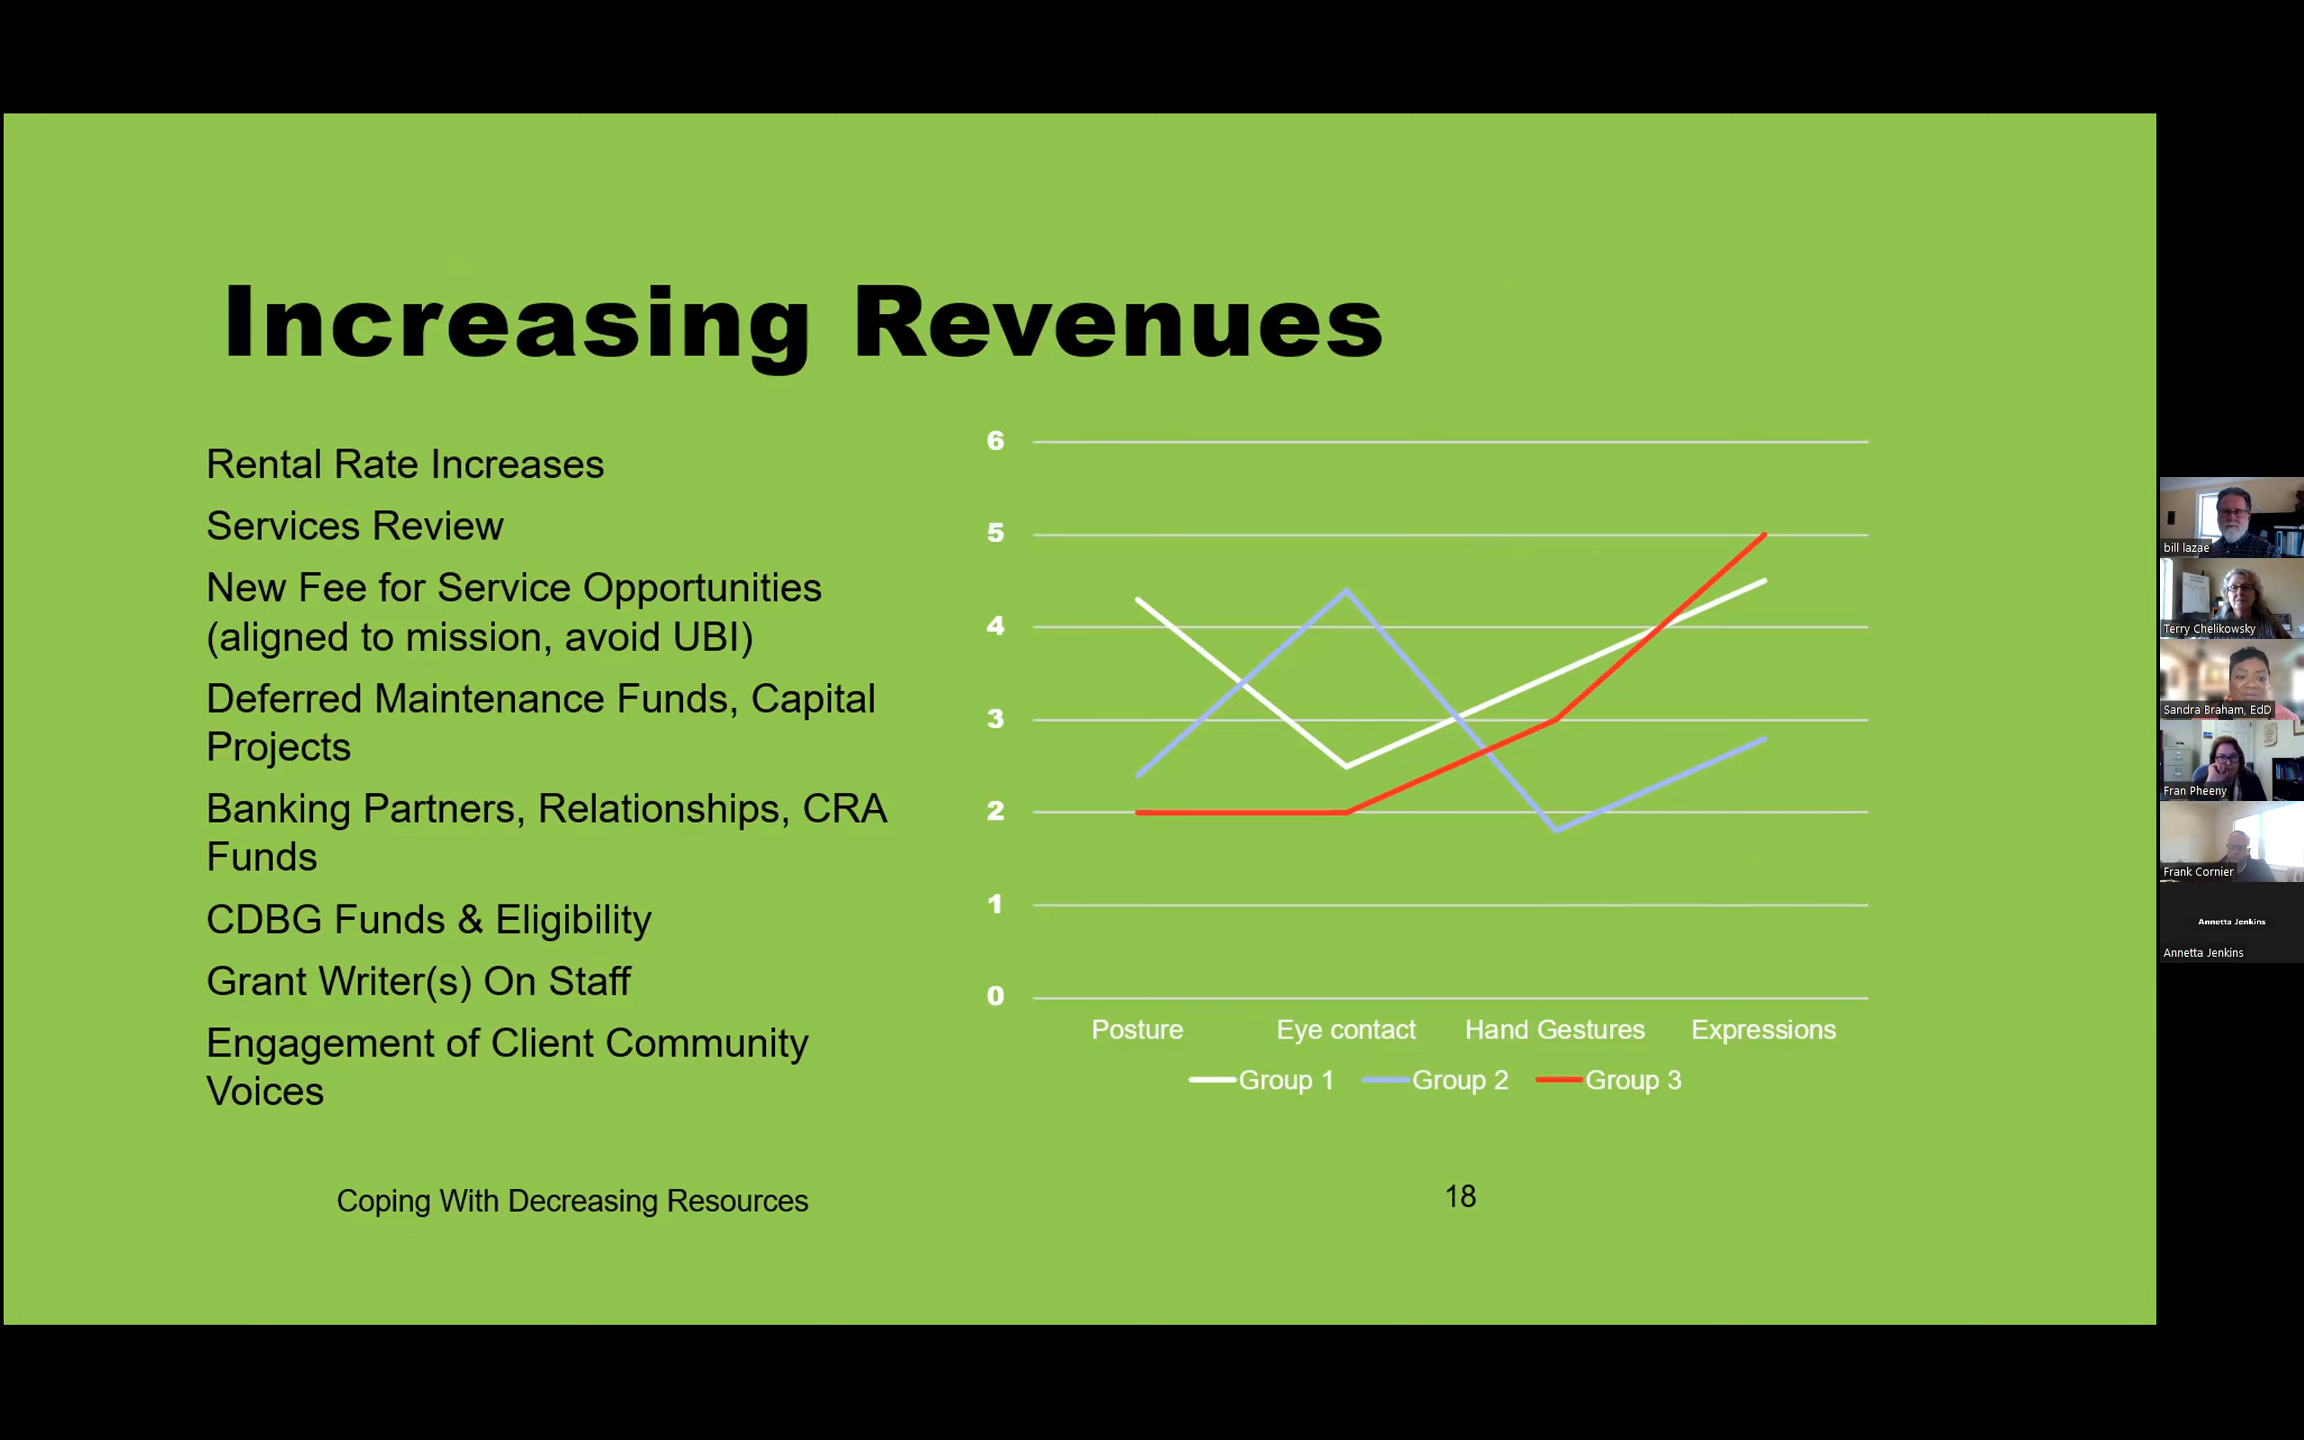 Increasing Revenues
Rental Rate Increases
Services Review
New Fee for Service Opportunities
(aligned to mission, avoid UBI)
Deferred Maintenance Funds, Capital
Projects
Banking Partners, Relationships, CRA
Funds
CDBG Funds & Eligibility
Grant Writer(s) On Staff
Engagement of Client Community
Voices
6
5
4
3
2
1
0
Posture Eye contact Hand Gestures Expressions
Group 1 Group 2 Group 3
Coping With Decreasing Resources
18
bill lazae
Terry Chelikowsky
Sandra Braham, EdD
Fran Pheeny
Frank Cornier
Annetta Jenkins
Annetta Jenkins